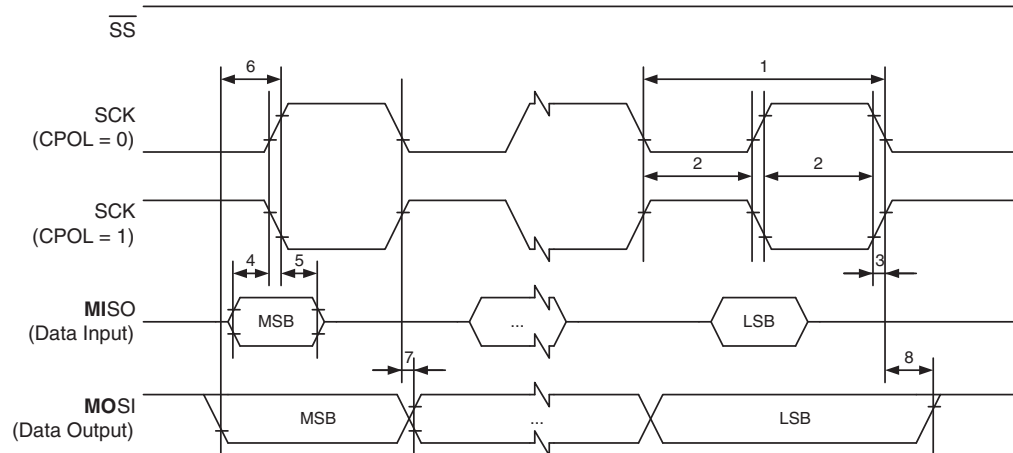 SS
6
1
SCK
(CPOL = 0)
2
2
SCK
(CPOL = 1)
4
5
3
MISO
(Data Input)
MSB
...
LSB
7
8
MOSI
(Data Output)
MSB
...
LSB